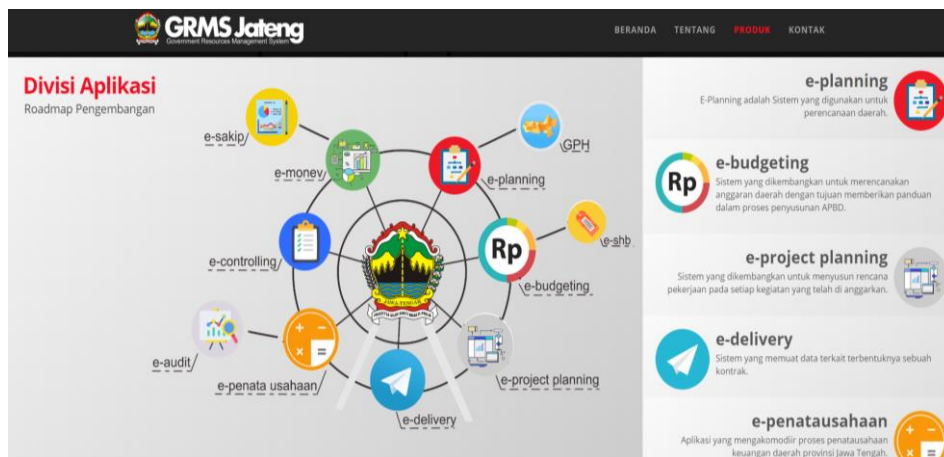 GRMS Jateng
Government Resources Management System
BERANDA TENTANG PRODUK KONTAK
Divisi Aplikasi
Roadmap Pengembangan
e-sakip
e-monev
e-planning
GPH
e-shb
e-controlling
e-budgeting
JAWA TENGAH
e-audit
e-penata usahaan
e-delivery
e-project planning
Rp
e-planning
E-Planning adalah Sistem yang digunakan untuk
perencanaan daerah.
Rp
e-budgeting
Sistem yang dikembangkan untuk merencanakan
anggaran daerah dengan tujuan memberikan panduan
dalam proses penyusunan APBD.
e-project planning
Sistem yang dikembangkan untuk menyusun rencana
pekerjaan pada setiap kegiatan yang telah di anggarkan.
e-delivery
Sistem yang memuat data terkait terbentuknya sebuah
kontrak.
e-penatausahaan
Aplikasi yang mengakomodiir proses penatausahaan
keuangan daerah provinsi Jawa Tengah.